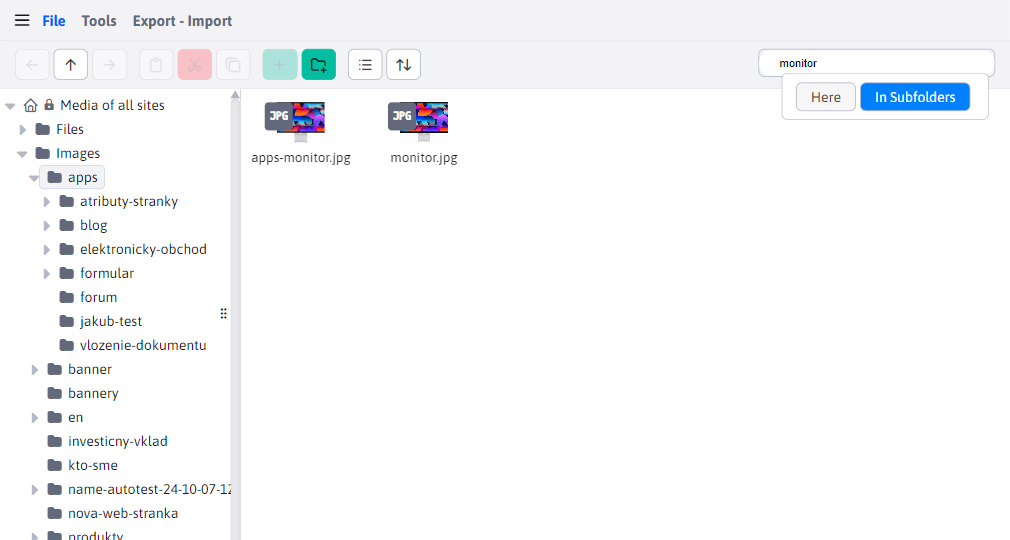 File Tools Export - Import
monitor
Here In Subfolders
Media of all sites
Files
Images
apps
atributy-stranky
blog
elektronicky-obchod
formular
forum
jakub-test
vlozenie-dokumentu
banner
bannery
en
investicny-vklad
kto-sme
name-autotest-24-10-07-12
nova-web-stranka
produkty
JPG
apps-monitor.jpg
JPG
monitor.jpg